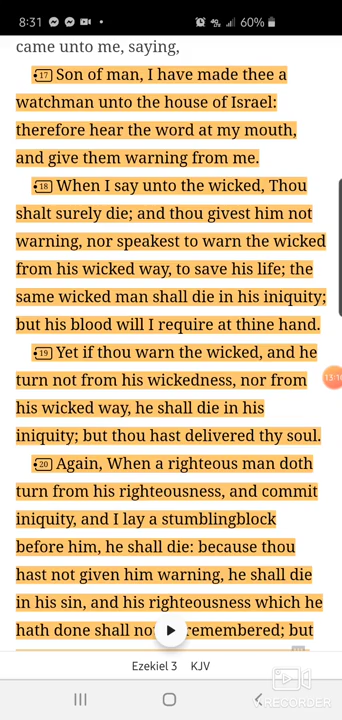 8:31 60%
came unto me, saying,
17 Son of man, I have made thee a
watchman unto the house of Israel:
therefore hear the word at my mouth,
and give them warning from me.
18 When I say unto the wicked, Thou
shalt surely die; and thou givest him not
warning, nor speakest to warn the wicked
from his wicked way, to save his life; the
same wicked man shall die in his iniquity;
but his blood will I require at thine hand.
19 Yet if thou warn the wicked, and he
turn not from his wickedness, nor from
his wicked way, he shall die in his
iniquity; but thou hast delivered thy soul.
20 Again, When a righteous man doth
turn from his righteousness, and commit
iniquity, and I lay a stumblingblock
before him, he shall die: because thou
hast not given him warning, he shall die
in his sin, and his righteousness which he
hath done shall remembered; but
Ezekiel 3 KJV
VRECORDER